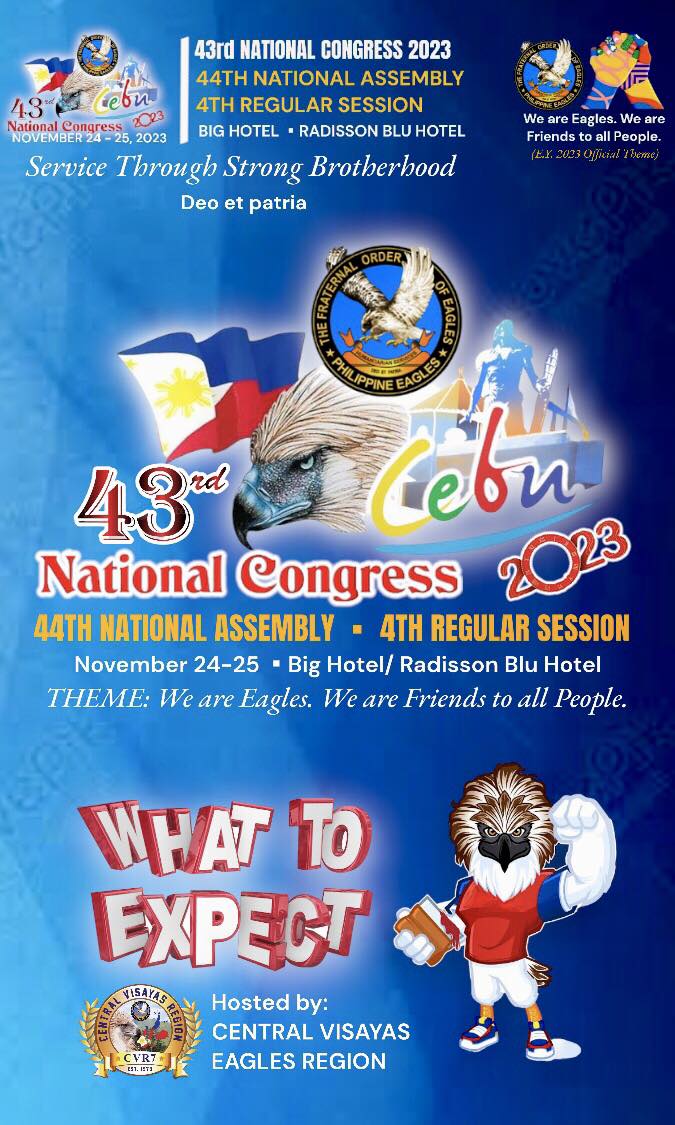 43rd
Cebu
National Congress 2023
NOVEMBER 24 - 25, 2023
43rd NATIONAL CONGRESS 2023
44TH NATIONAL ASSEMBLY
4TH REGULAR SESSION
BIG HOTEL ▪ RADISSON BLU HOTEL
We are Eagles. We are
Friends to all People.
(E.Y. 2023 Official Theme)
Service Through Strong Brotherhood
Deo et patria
THE FRATERNAL ORDER OF EAGLES
PHILIPPINE EAGLES
Cebu
43rd
National Congress 2023
44TH NATIONAL ASSEMBLY ▪ 4TH REGULAR SESSION
November 24-25 ▪ Big Hotel/ Radisson Blu Hotel
THEME: We are Eagles. We are Friends to all People.
WHAT TO
EXPECT
CENTRAL VISAYAS REGION
CVR7
EST. 1979
Hosted by:
CENTRAL VISAYAS
EAGLES REGION